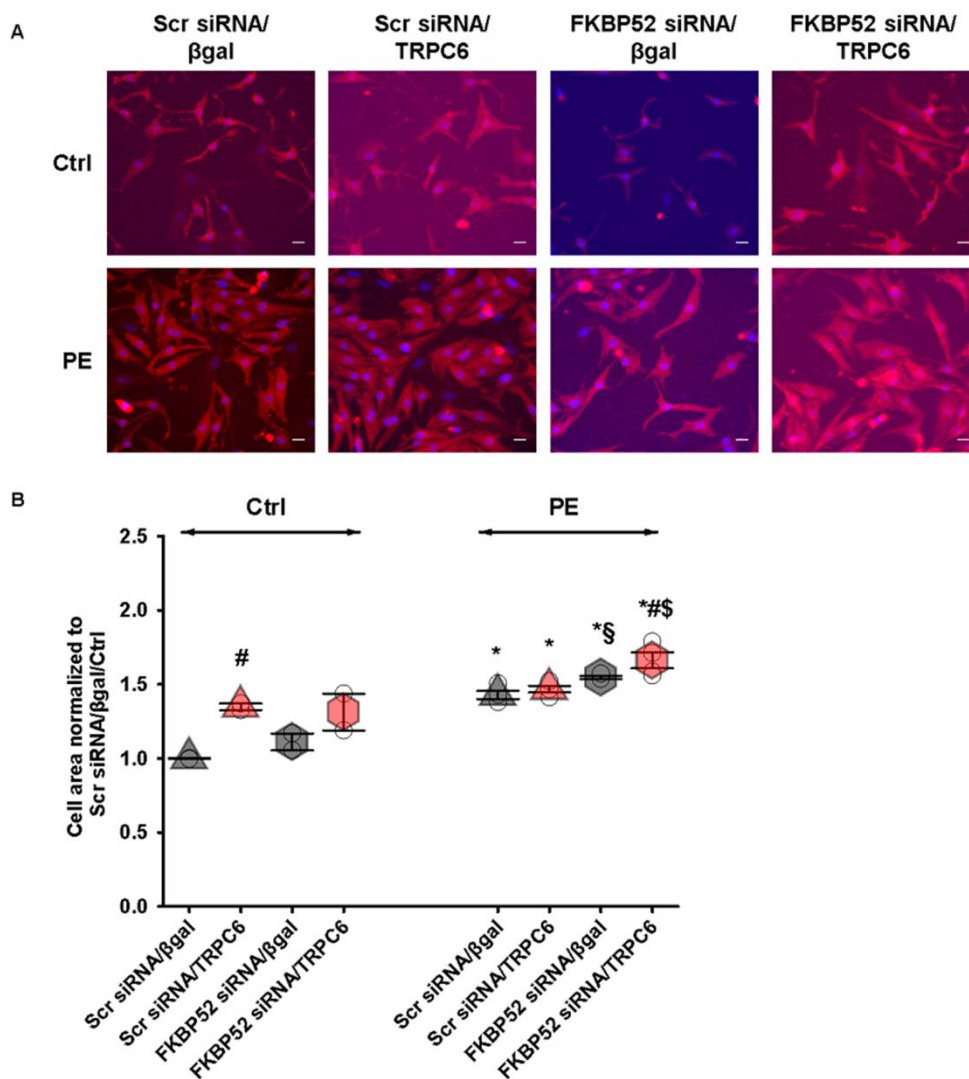 A
Scr siRNA/
βgal
Scr siRNA/
TRPC6
FKBP52 siRNA/
βgal
FKBP52 siRNA/
TRPC6
Ctrl
PE
B
Ctrl
PE
Cell area normalized to
Scr siRNA/βgal/Ctrl
2.5
2.0
1.5
1.0
0.5
0.0
#
*
*
*§
*#$
Scr siRNA/βgal
Scr siRNA/TRPC6
FKBP52 siRNA/βgal
FKBP52 siRNA/TRPC6
Scr siRNA/βgal
Scr siRNA/TRPC6
FKBP52 siRNA/βgal
FKBP52 siRNA/TRPC6